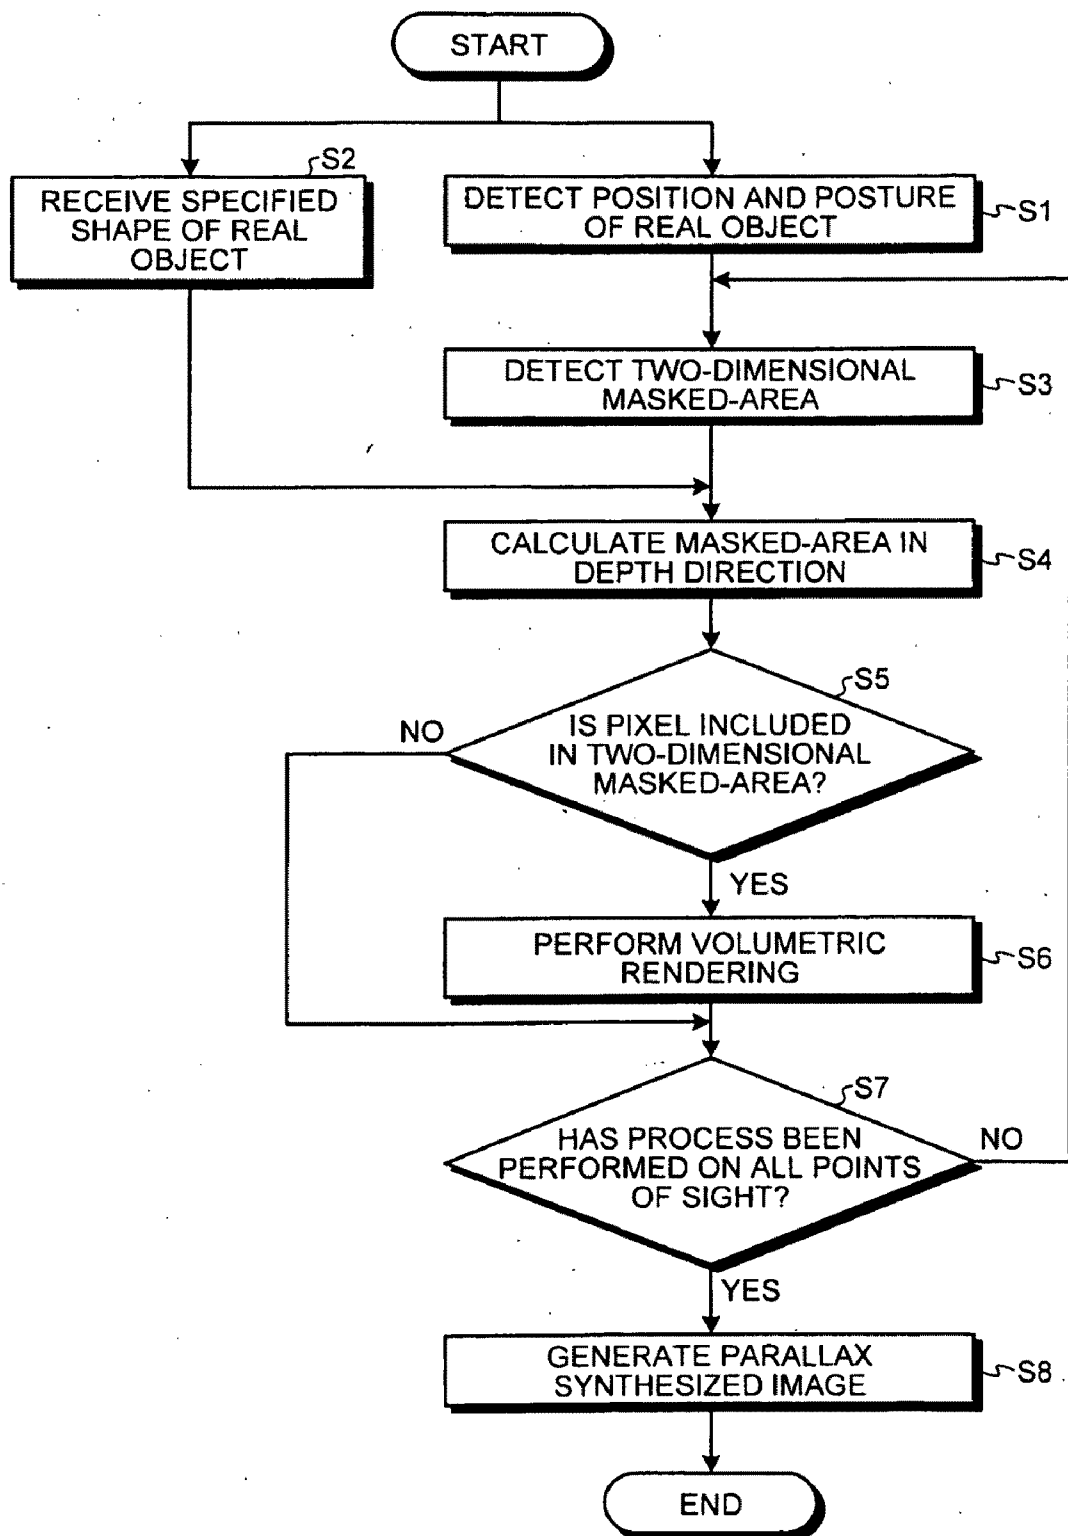 START
S2
RECEIVE SPECIFIED
SHAPE OF REAL
OBJECT
DETECT POSITION AND POSTURE
OF REAL OBJECT
S1
DETECT TWO-DIMENSIONAL
MASKED-AREA
S3
CALCULATE MASKED-AREA IN
DEPTH DIRECTION
S4
S5
IS PIXEL INCLUDED
IN TWO-DIMENSIONAL
MASKED-AREA?
NO
YES
PERFORM VOLUMETRIC
RENDERING
S6
S7
HAS PROCESS BEEN
PERFORMED ON ALL POINTS
OF SIGHT?
NO
YES
GENERATE PARALLAX
SYNTHESIZED IMAGE
S8
END